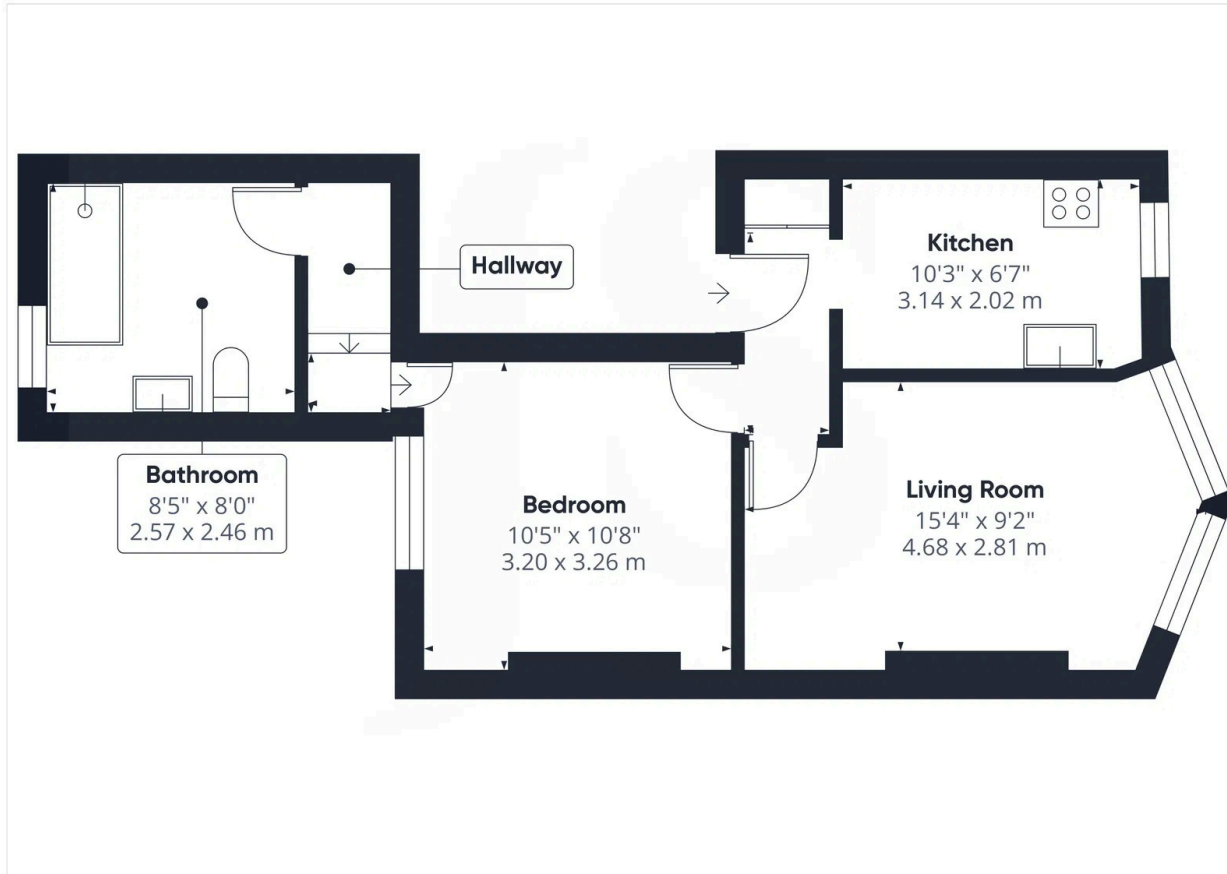 Hallway
Kitchen
10'3" x 6'7"
3.14 x 2.02 m
Bathroom
8'5" x 8'0"
2.57 x 2.46 m
Bedroom
10'5" x 10'8"
3.20 x 3.26 m
Living Room
15'4" x 9'2"
4.68 x 2.81 m